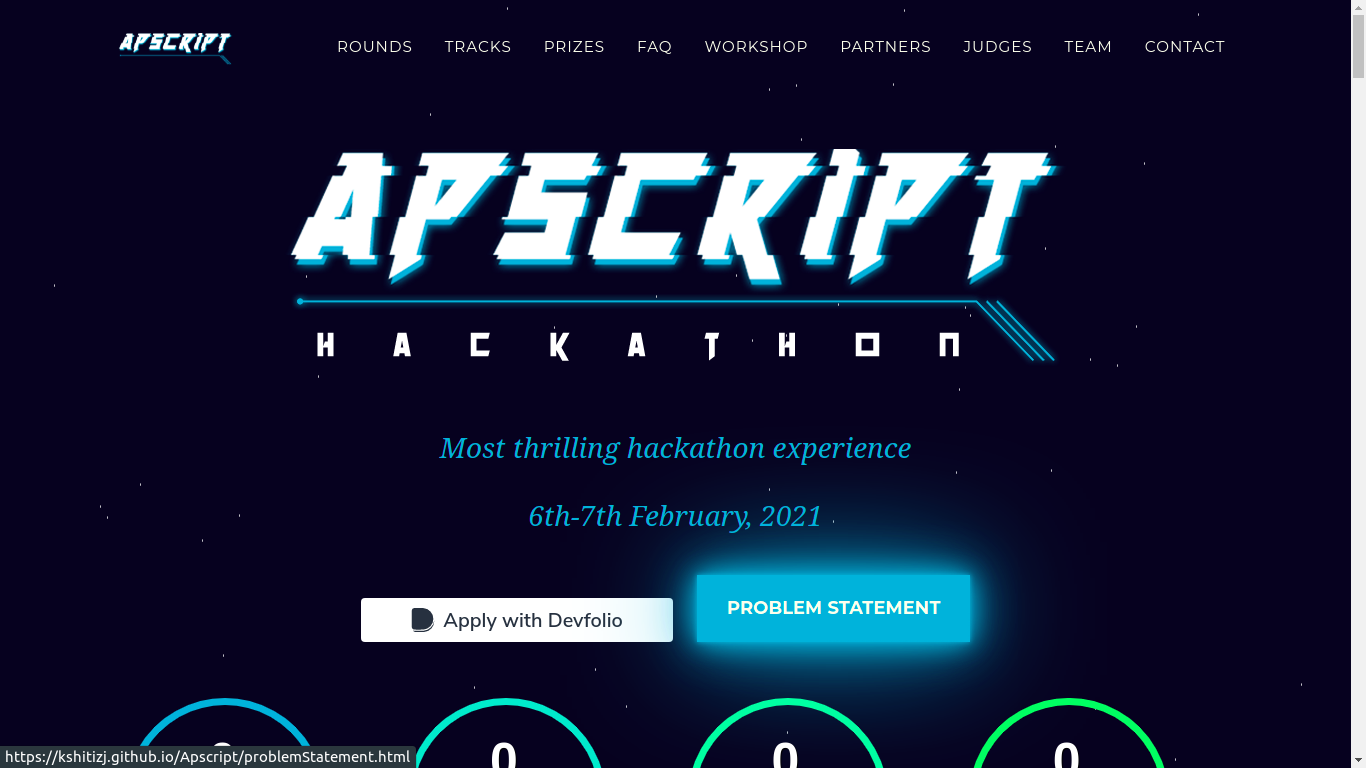 APSCRIPT
ROUNDS TRACKS PRIZES FAQ WORKSHOP PARTNERS JUDGES TEAM CONTACT
APSCRIPT
HACKATHON
Most thrilling hackathon experience
6th-7th February, 2021
Apply with Devfolio
PROBLEM STATEMENT
0 0 0 0
https://kshitizj.github.io/Apscript/problemStatement.html